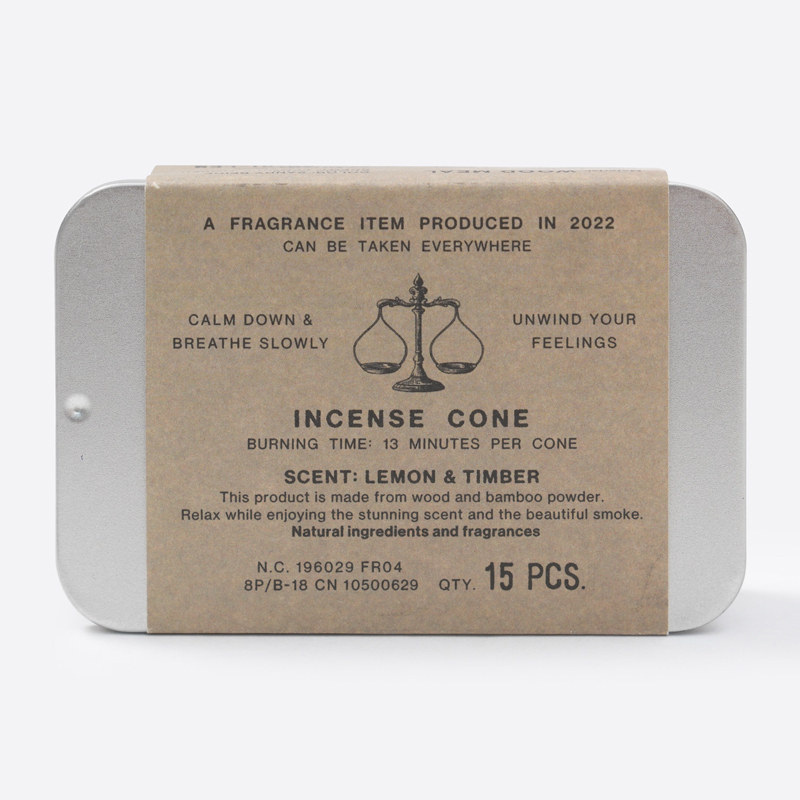 A FRAGRANCE ITEM PRODUCED IN 2022
CAN BE TAKEN EVERYWHERE
CALM DOWN &
BREATHE SLOWLY
UNWIND YOUR
FEELINGS
INCENSE CONE
BURNING TIME: 13 MINUTES PER CONE
SCENT: LEMON & TIMBER
This product is made from wood and bamboo powder.
Relax while enjoying the stunning scent and the beautiful smoke.
Natural ingredients and fragrances
N.C. 196029 FR04
8P/B-18 CN 10500629 QTY. 15 PCS.